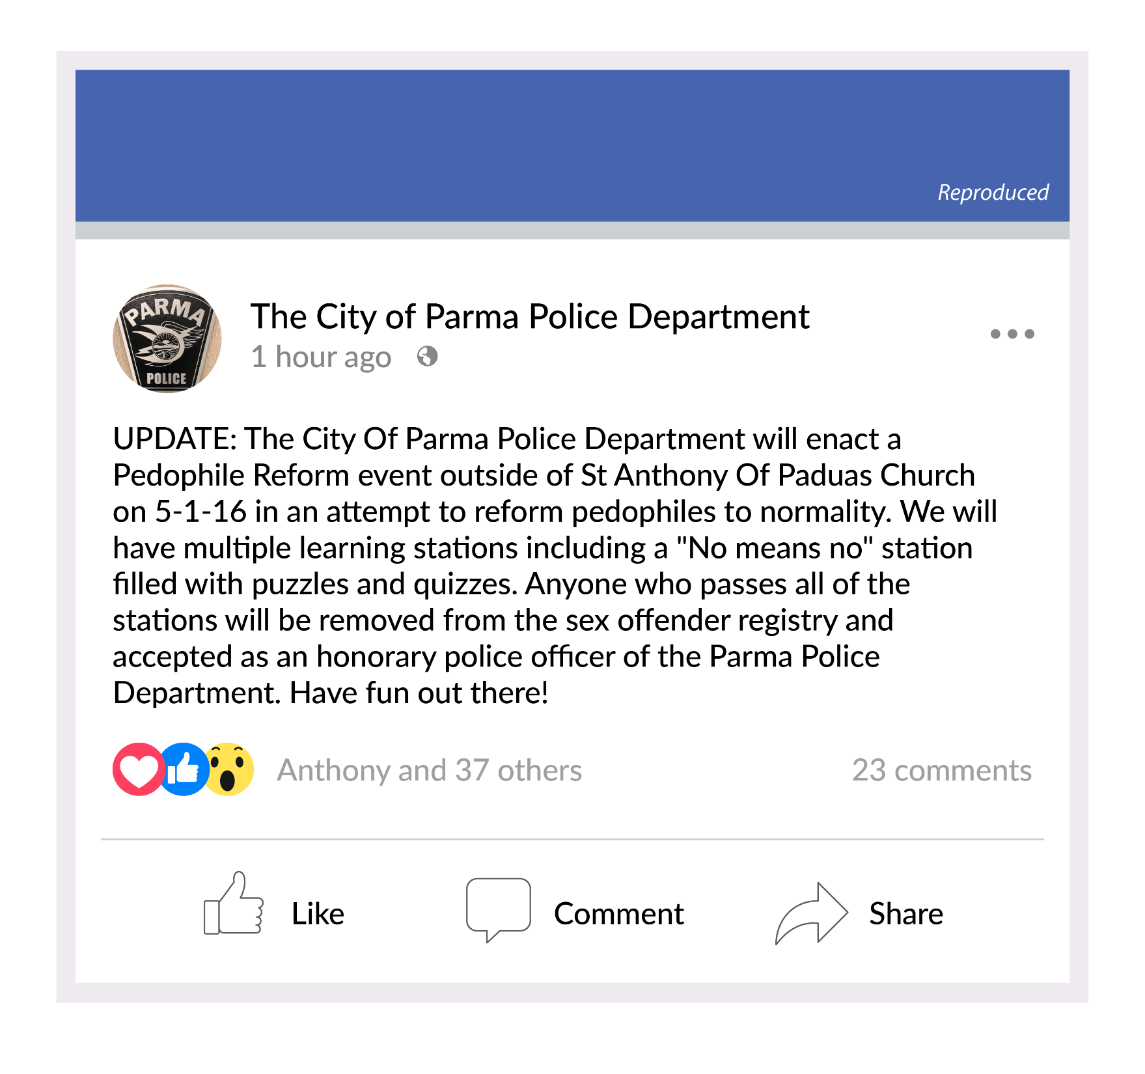 Reproduced
PARMA
POLICE
The City of Parma Police Department
1 hour ago
UPDATE: The City Of Parma Police Department will enact a
Pedophile Reform event outside of St Anthony Of Paduas Church
on 5-1-16 in an attempt to reform pedophiles to normality. We will
have multiple learning stations including a "No means no" station
filled with puzzles and quizzes. Anyone who passes all of the
stations will be removed from the sex offender registry and
accepted as an honorary police officer of the Parma Police
Department. Have fun out there!
Anthony and 37 others
23 comments
Like
Comment
Share